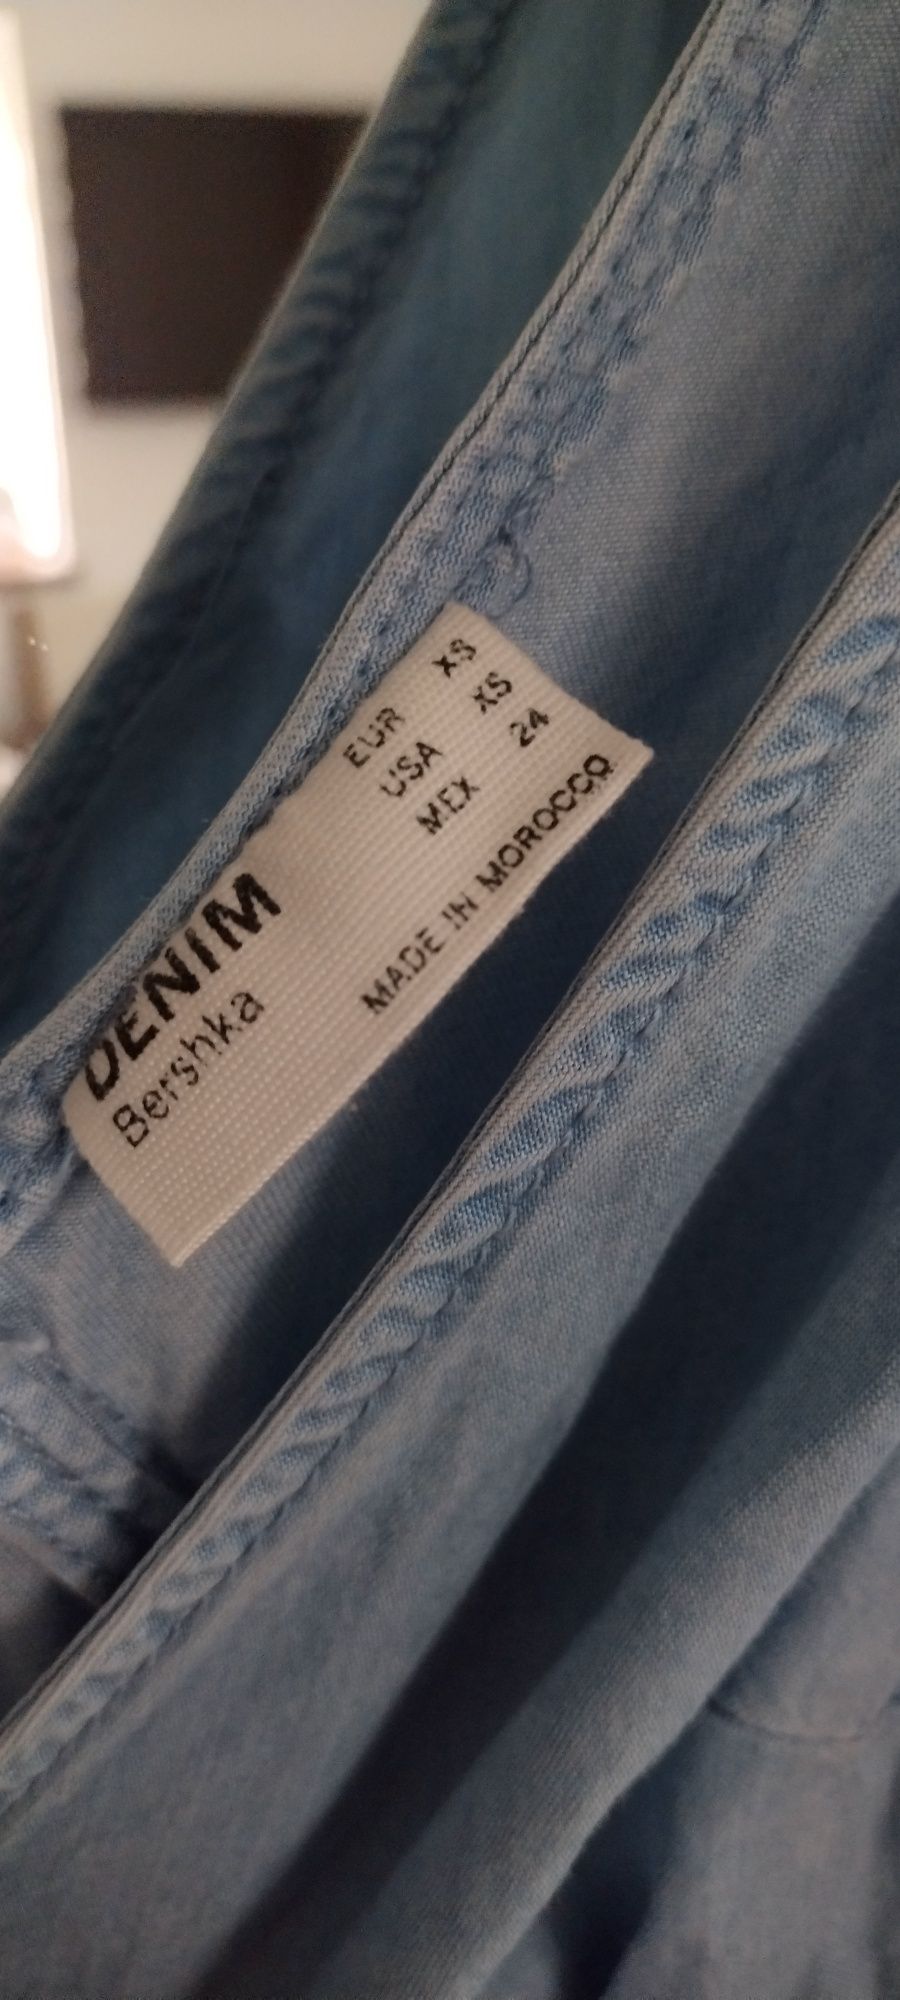 DENIM
Bershka
EUR XS
USA XS
MEX 24
MADE IN MOROCCO